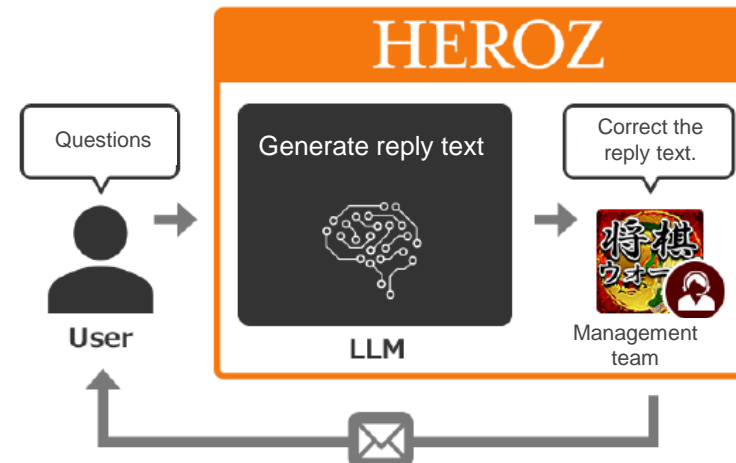 HEROZ
Questions
Generate reply text
Correct the
reply text.
将棋
ウォー
User
LLM
Management
team